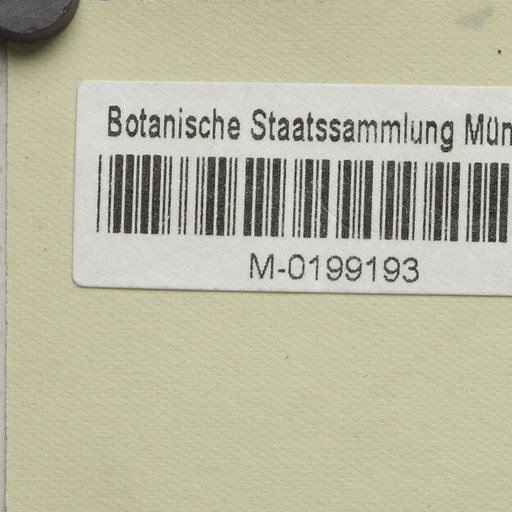 Botanische Staatssammlung Mün
M-0199193